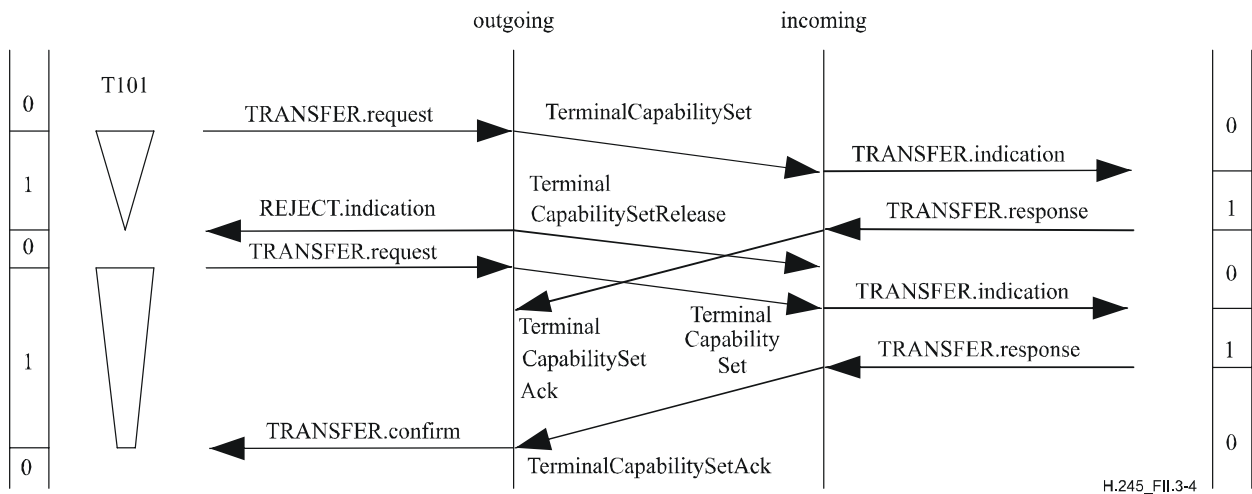 outgoing
incoming
T101
0
TRANSFER.request
TerminalCapabilitySet
0
TRANSFER.indication
1
Terminal
CapabilitySetRelease
REJECT.indication
TRANSFER.response
1
0
TRANSFER.request
0
TRANSFER.indication
Terminal
CapabilitySet
Ack
Terminal
Capability
Set
TRANSFER.response
1
1
TRANSFER.confirm
0
TerminalCapabilitySetAck
0
H.245_FII.3-4